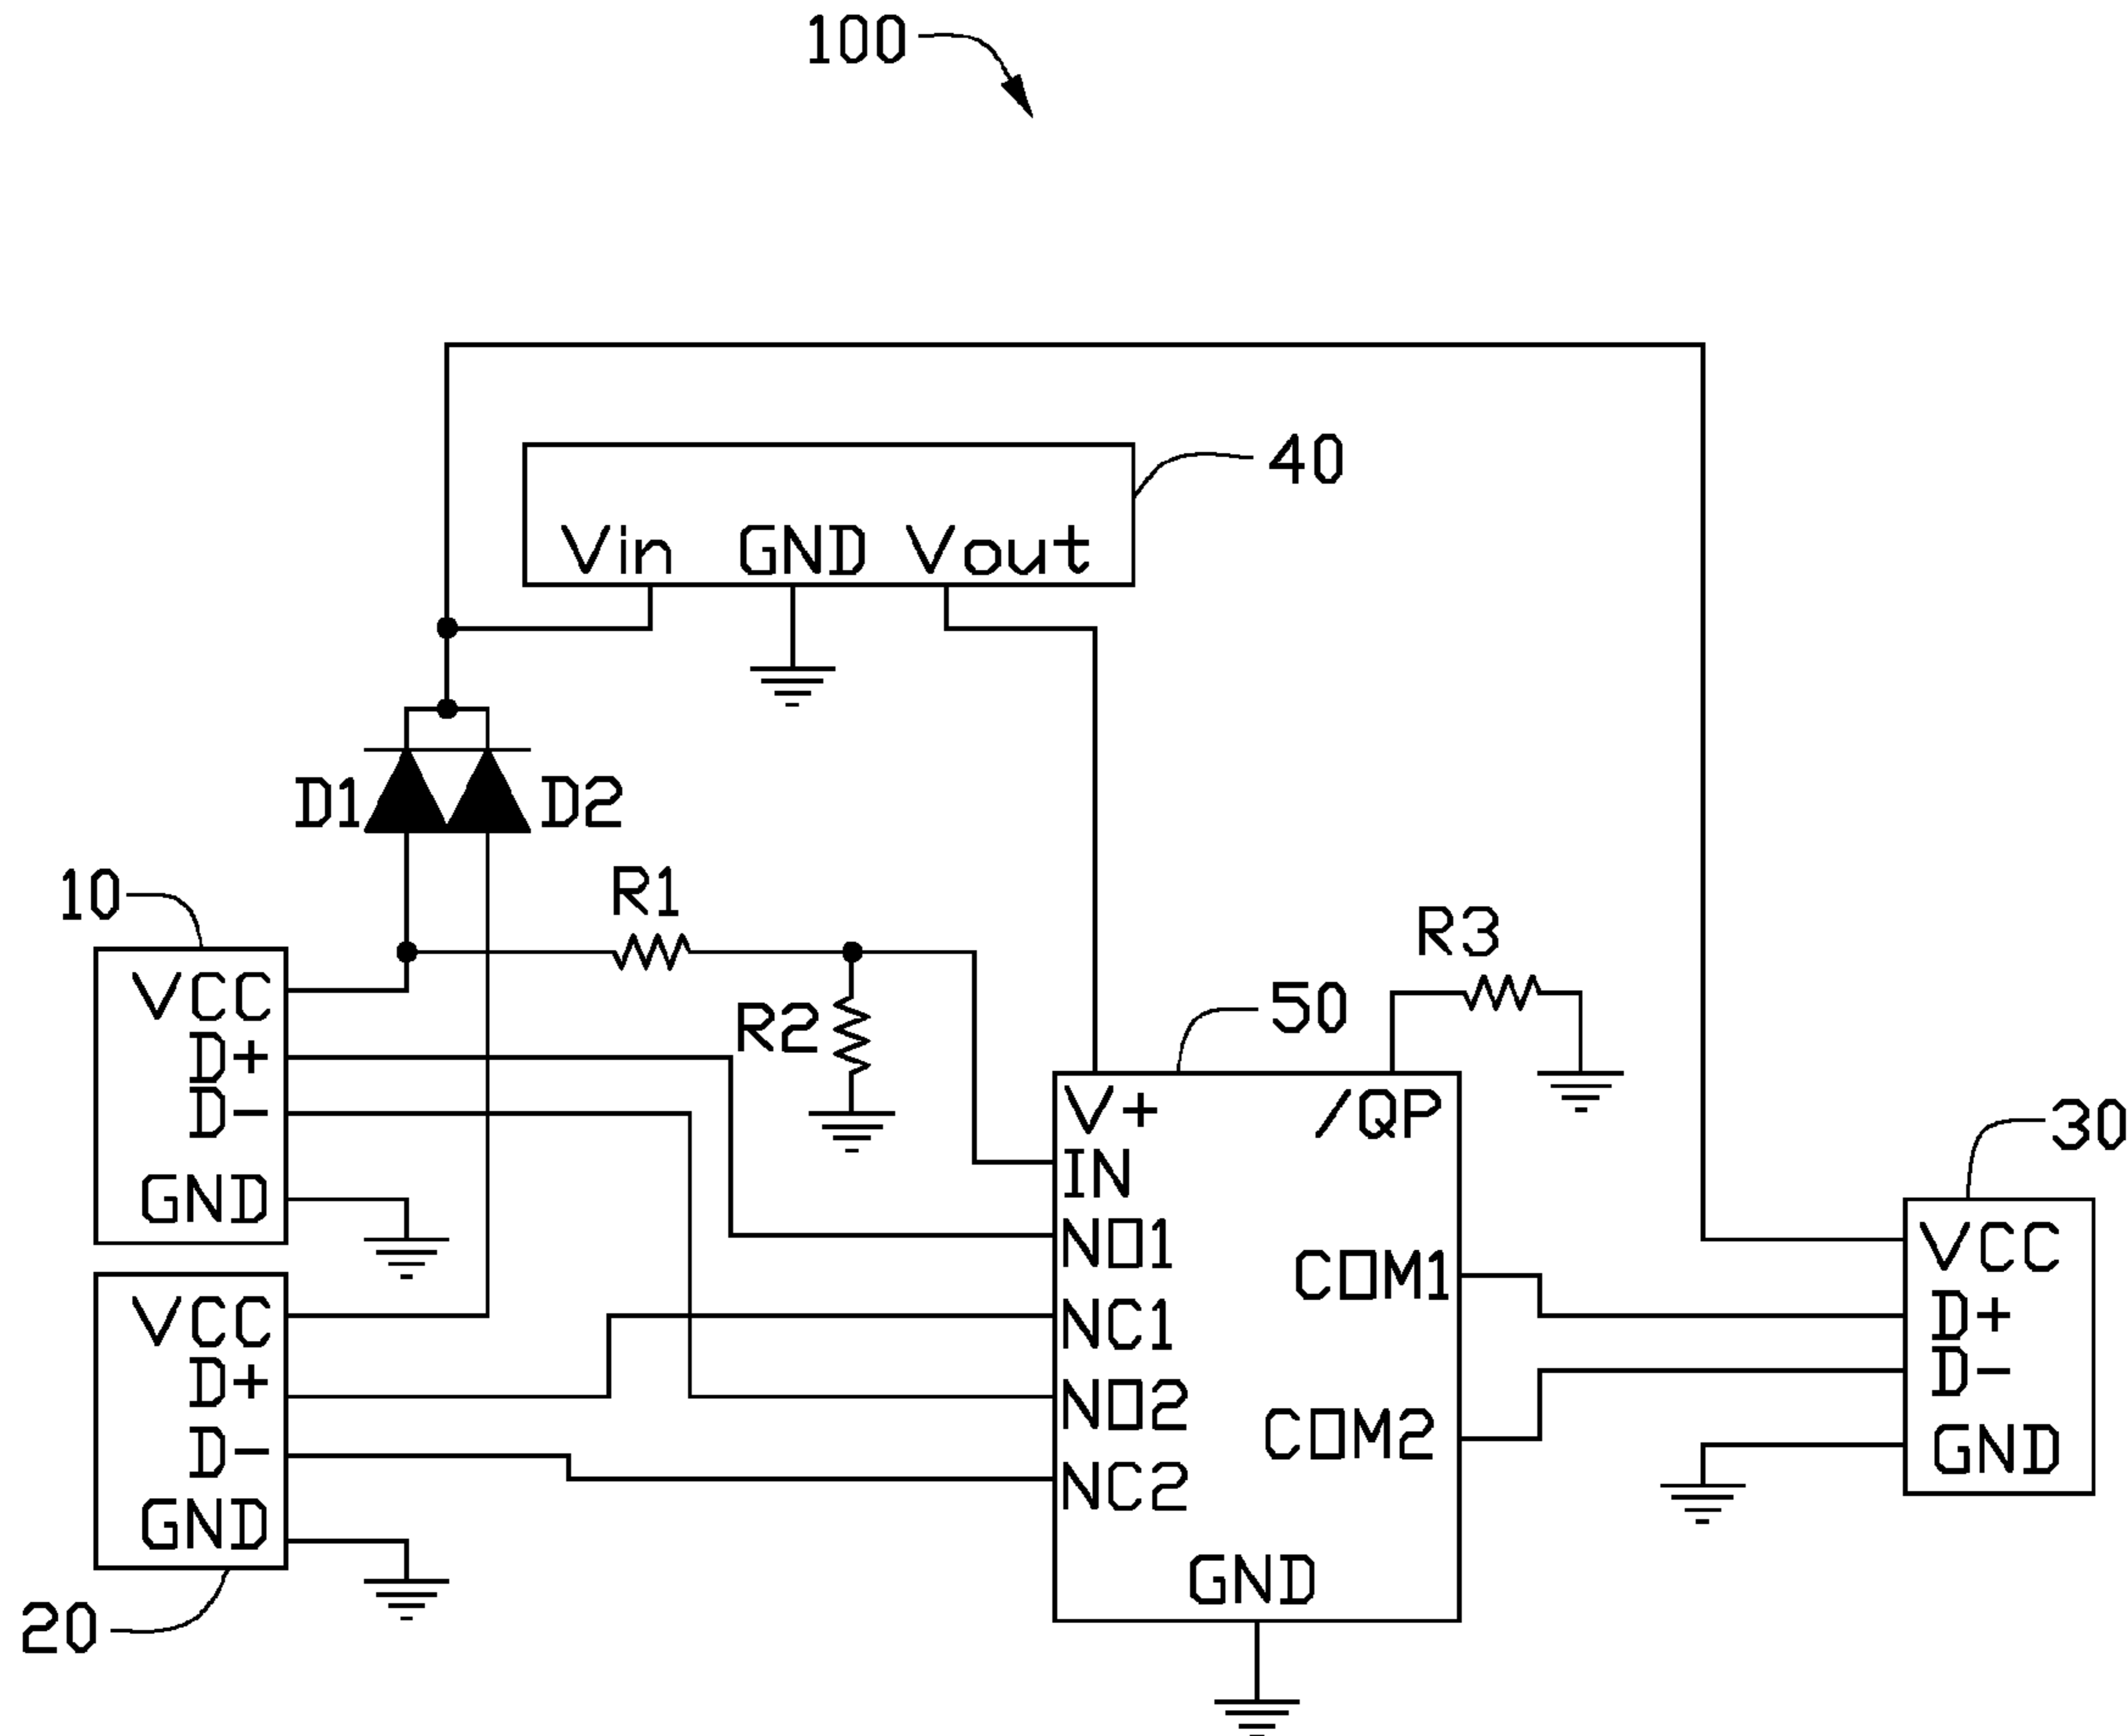 100
40
Vin GND Vout
D1
D2
10
R1
R2
R3
50
VCC
D+
D-
GND
V+
/QP
IN
NO1
NC1
NO2
NC2
COM1
COM2
GND
30
VCC
D+
D-
GND
VCC
D+
D-
GND
20